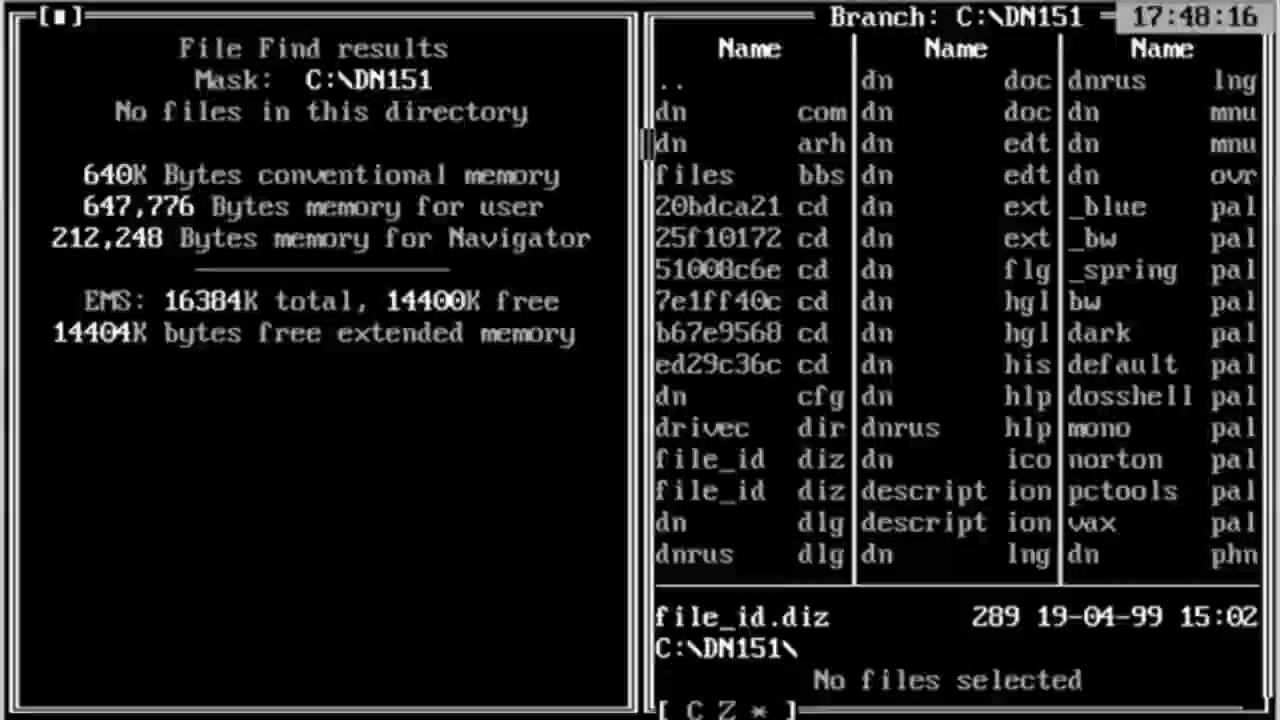 [■]
File Find results
Mask: C:\DN151
No files in this directory
640K Bytes conventional memory
647,776 Bytes memory for user
212,248 Bytes memory for Navigator
EMS: 16384K total, 14400K free
14404K bytes free extended memory
Branch: C:\DN151 17:48:16
Name Name Name
.. dn doc dnrus lng
dn com dn doc dn mnu
dn arh dn edt dn mnu
files bbs dn edt dn ovr
20bdca21 cd dn ext _blue pal
25f10172 cd dn ext _bw pal
51008c6e cd dn flg _spring pal
7e1ff40c cd dn hgl bw pal
b67e9568 cd dn hgl dark pal
ed29c36c cd dn his default pal
dn cfg dn hlp dosshell pal
drivec dir dnrus hlp mono pal
file_id diz dn ico norton pal
file_id diz descript ion pctools pal
dn dlg descript ion vax pal
dnrus dlg dn lng dn phn
file_id.diz 289 19-04-99 15:02
C:\DN151\
No files selected
[ C Z * ]